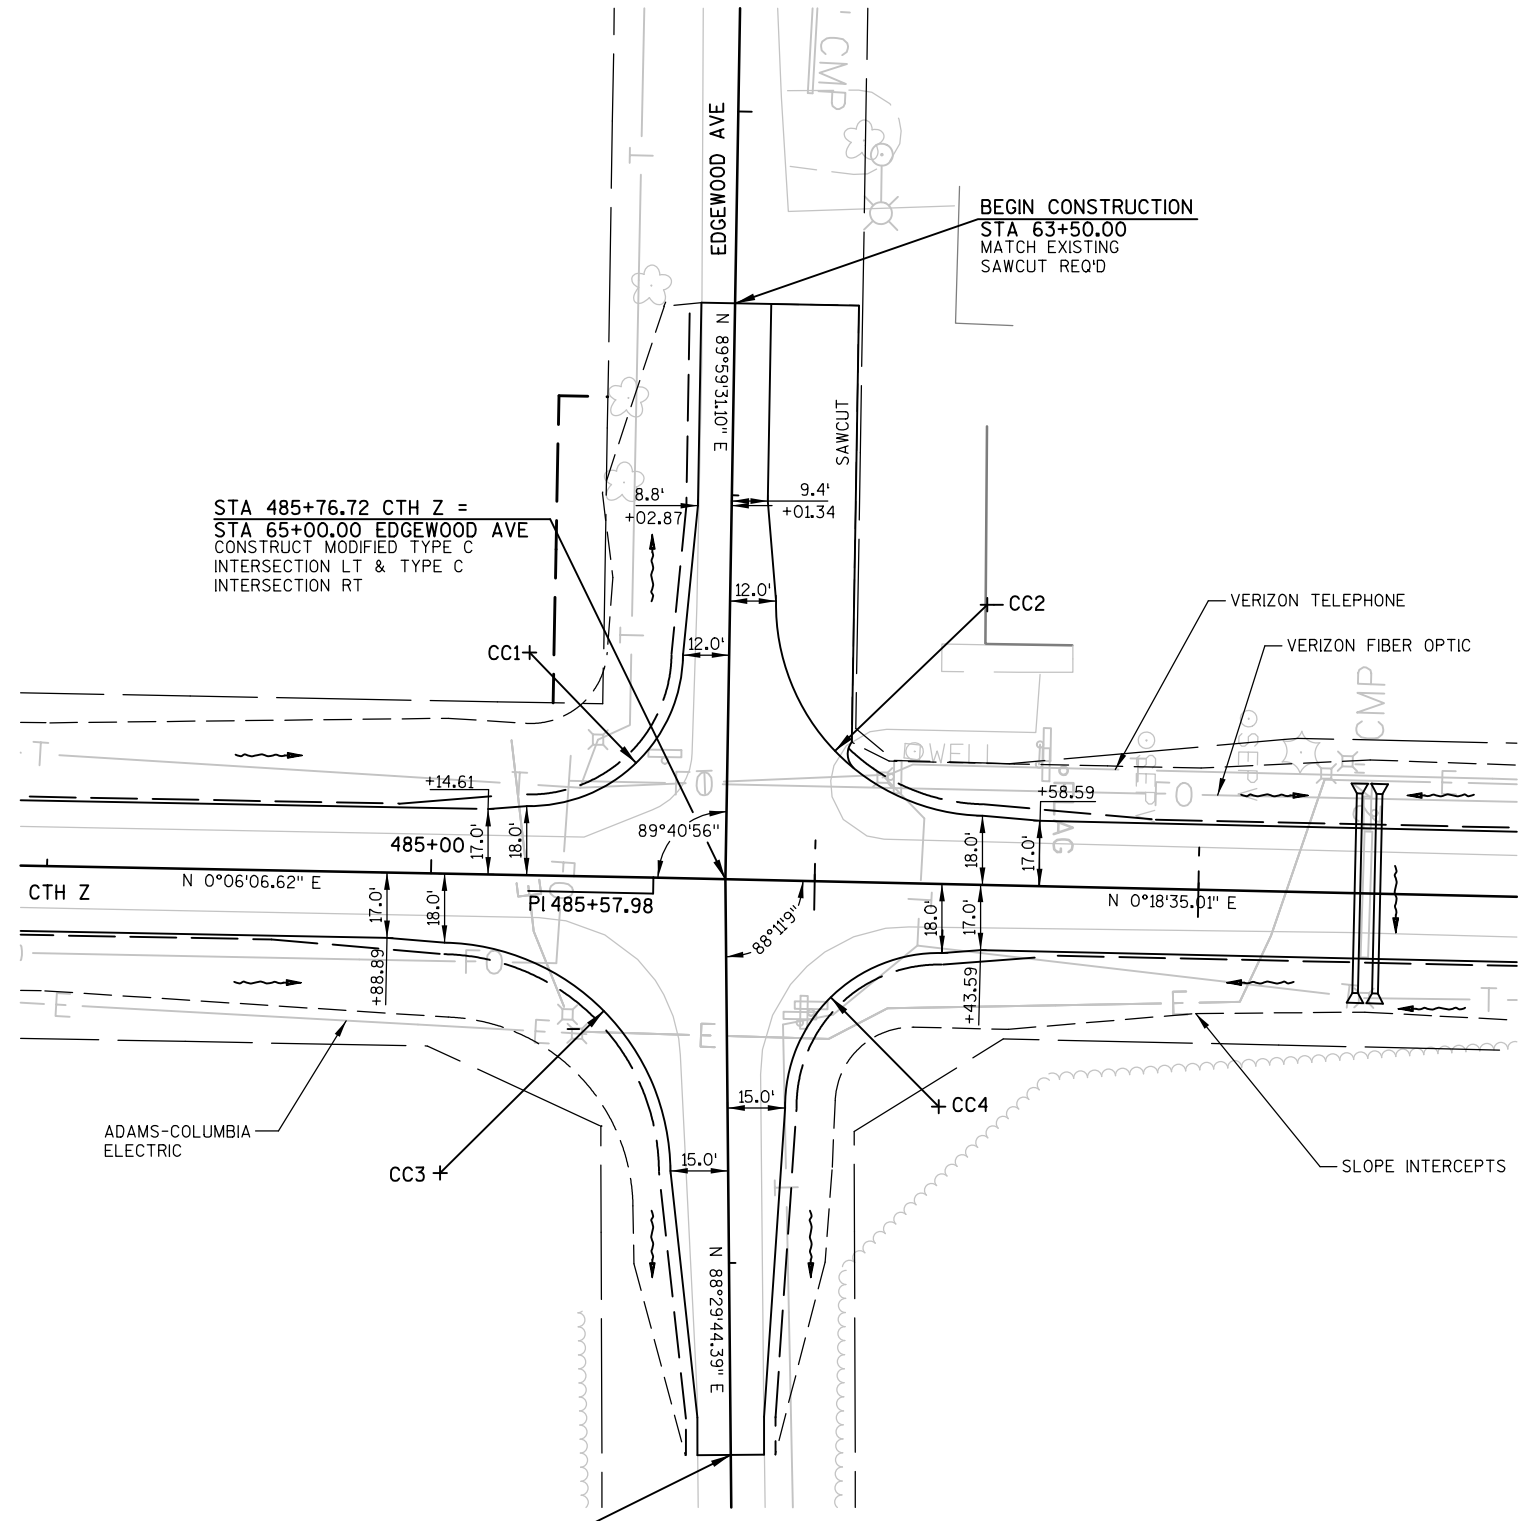 ' CMP
EDGEWOOD AVE
T
BEGIN CONSTRUCTION
STA 63+50.00
MATCH EXISTING
SAWCUT REQ'D
N 89°59'31.10" E
SAWCUT
8.8'
+02.87
9.4'
+01.34
STA 485+76.72 CTH Z =
STA 65+00.00 EDGEWOOD AVE
CONSTRUCT MODIFIED TYPE C
INTERSECTION LT & TYPE C
INTERSECTION RT
12.0'
CC2
VERIZON TELEPHONE
T
12.0'
CC1
VERIZON FIBER OPTIC
CMP
WELL
T
T
T
FO
E
+14.61
+58.59
FLAG
89°40'56"
485+00
17.0'
18.0'
18.0'
17.0'
FO
CTH Z
N 0°06'06.62" E
PI 485+57.98
N 0°18'35.01" E
17.0'
18.0'
88°11'9"
18.0'
17.0'
T
FO
+88.89
+43.59
E
E
E
E
T
T
15.0'
CC4
ADAMS-COLUMBIA
ELECTRIC
15.0'
CC3
SLOPE INTERCEPTS
T
N 88°29'44.39" E